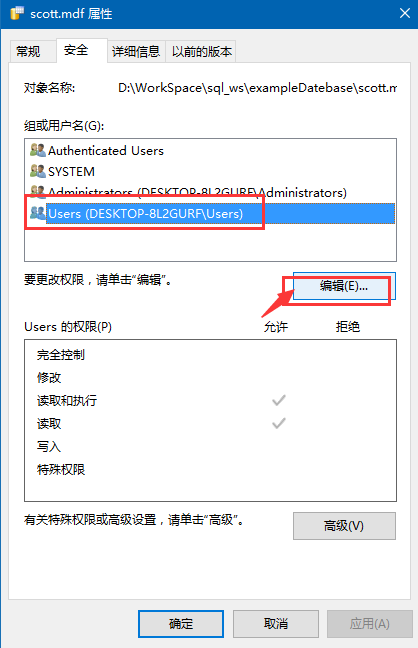 scott.mdf 属性
常规 安全 详细信息 以前的版本
对象名称: D:\WorkSpace\sql_ws\exampleDatebase\scott.m
组或用户名(G):
Authenticated Users
SYSTEM
Administrators (DESKTOP-8L2GURF\Administrators)
Users (DESKTOP-8L2GURF\Users)
要更改权限，请单击“编辑”。
编辑(E)...
Users 的权限(P) 允许 拒绝
完全控制
修改
读取和执行
读取
写入
特殊权限
有关特殊权限或高级设置，请单击“高级”。
高级(V)
确定 取消 应用(A)